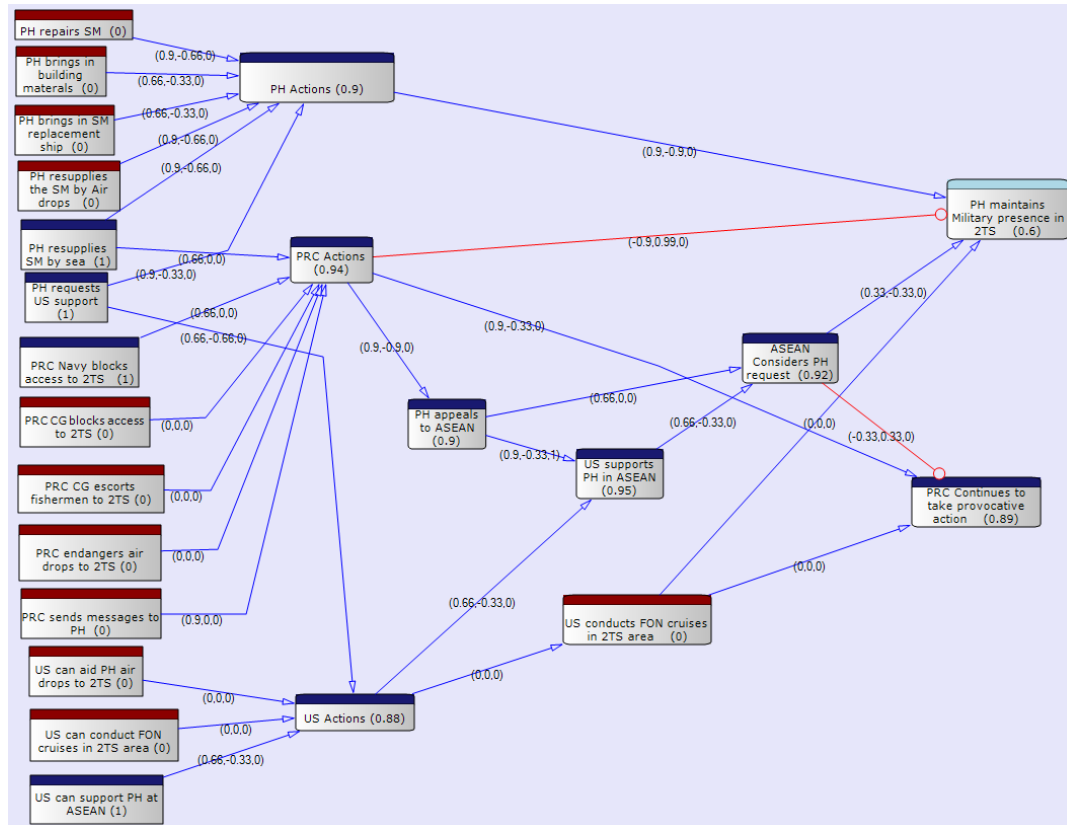 PH repairs SM (0)
PH brings in
building
materals (0)
PH brings in SM
replacement
ship (0)
PH resupplies
the SM by Air
drops (0)
PH resupplies
SM by sea (1)
PH requests
US support
(1)
PRC Navy blocks
access to 2TS (1)
PRC CG blocks access
to 2TS (0)
PRC CG escorts
fishermen to 2TS (0)
PRC endangers air
drops to 2TS (0)
PRC sends messages to
PH (0)
US can aid PH air
drops to 2TS (0)
US can conduct FON
cruises in 2TS area (0)
US can support PH at
ASEAN (1)
(0.9,-0.66,0)
(0.66,-0.33,0)
(0.66,-0.33,0)
(0.9,-0.66,0)
(0.9,-0.66,0)
(0.66,0,0)
(0.9,-0.33,0)
(0.66,0,0)
(0.66,-0.66,0)
(0,0,0)
(0,0,0)
(0,0,0)
(0.9,0,0)
(0,0,0)
(0,0,0)
(0.66,-0.33,0)
PH Actions (0.9)
PRC Actions
(0.94)
US Actions (0.88)
(0.9,-0.9,0)
(-0.9,0.99,0)
(0.9,-0.33,0)
(0.9,-0.9,0)
PH appeals
to ASEAN
(0.9)
(0.66,0,0)
(0.9,-0.33,1)
US supports
PH in ASEAN
(0.95)
(0.66,-0.33,0)
(0.66,-0.33,0)
(0,0,0)
ASEAN
Considers PH
request (0.92)
(0.33,-0.33,0)
(-0.33,0.33,0)
(0,0,0)
US conducts FON cruises
in 2TS area (0)
(0,0,0)
PH maintains
Military presence in
2TS (0.6)
PRC Continues to
take provocative
action (0.89)